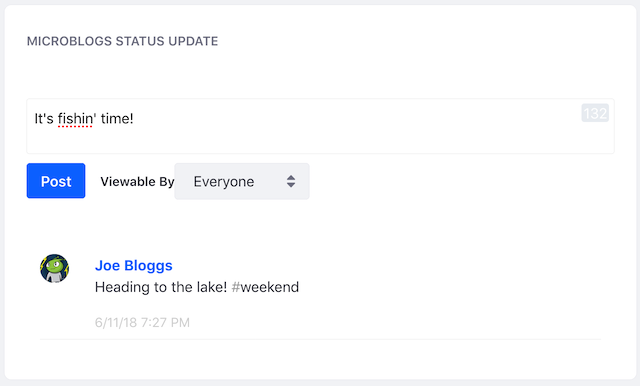 MICROBLOGS STATUS UPDATE
It's fishin' time!
132
Post Viewable By Everyone
Joe Bloggs
Heading to the lake! #weekend
6/11/18 7:27 PM